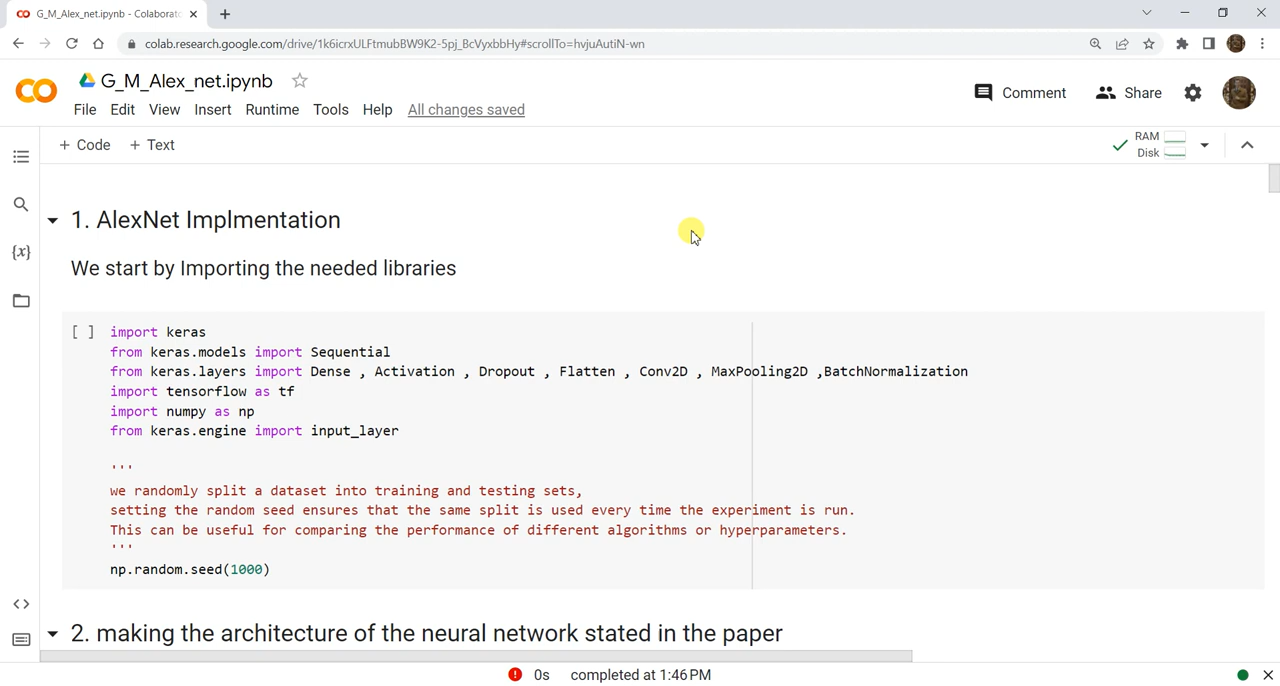 G_M_Alex_net.ipynb - Colaborato
colab.research.google.com/drive/1k6icrxULFtmubBW9K2-5pj_BcVyxbbHy#scrollTo=hvjuAutiN-wn
CO
G_M_Alex_net.ipynb
File Edit View Insert Runtime Tools Help All changes saved
Comment Share
+ Code + Text
RAM
Disk
{x}
1. AlexNet Implmentation
We start by Importing the needed libraries
[ ] import keras
from keras.models import Sequential
from keras.layers import Dense , Activation , Dropout , Flatten , Conv2D , MaxPooling2D ,BatchNormalization
import tensorflow as tf
import numpy as np
from keras.engine import input_layer
'''
we randomly split a dataset into training and testing sets,
setting the random seed ensures that the same split is used every time the experiment is run.
This can be useful for comparing the performance of different algorithms or hyperparameters.
'''
np.random.seed(1000)
2. making the architecture of the neural network stated in the paper
0s completed at 1:46 PM